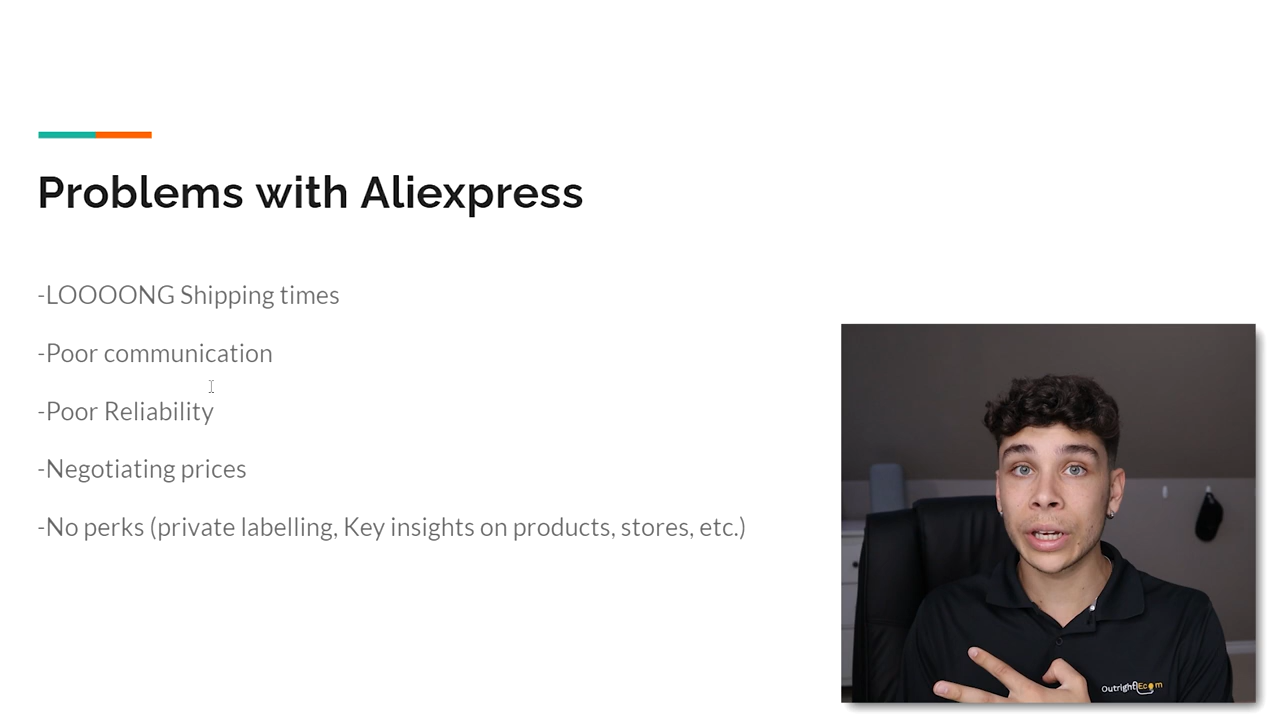 Problems with Aliexpress
-LOOOONG Shipping times
-Poor communication
-Poor Reliability
-Negotiating prices
-No perks (private labelling, Key insights on products, stores, etc.)
OutrightEcom